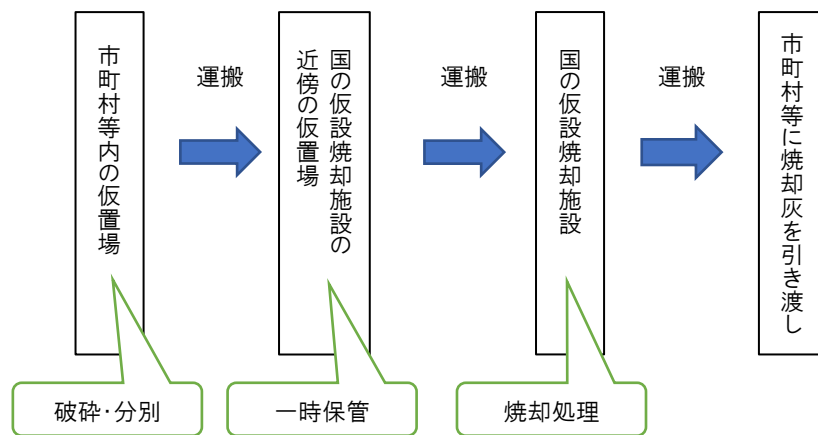 市町村等内の仮置場
運搬
国の仮設焼却施設の
近傍の仮置場
運搬
国の仮設焼却施設
運搬
市町村等に焼却灰を引き渡し
破砕・分別
一時保管
焼却処理